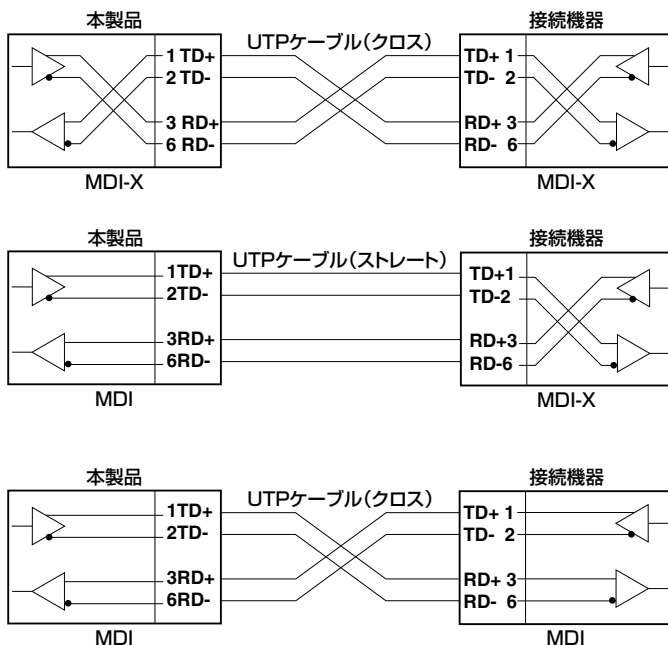 本製品 接続機器
UTPケーブル(クロス)
1 TD+ TD+ 1
2 TD- TD- 2
3 RD+ RD+ 3
6 RD- RD- 6
MDI-X MDI-X
本製品 接続機器
UTPケーブル(ストレート)
1TD+ TD+1
2TD- TD-2
3RD+ RD+3
6RD- RD-6
MDI MDI-X
本製品 接続機器
UTPケーブル(クロス)
1TD+ TD+ 1
2TD- TD- 2
3RD+ RD+ 3
6RD- RD- 6
MDI MDI